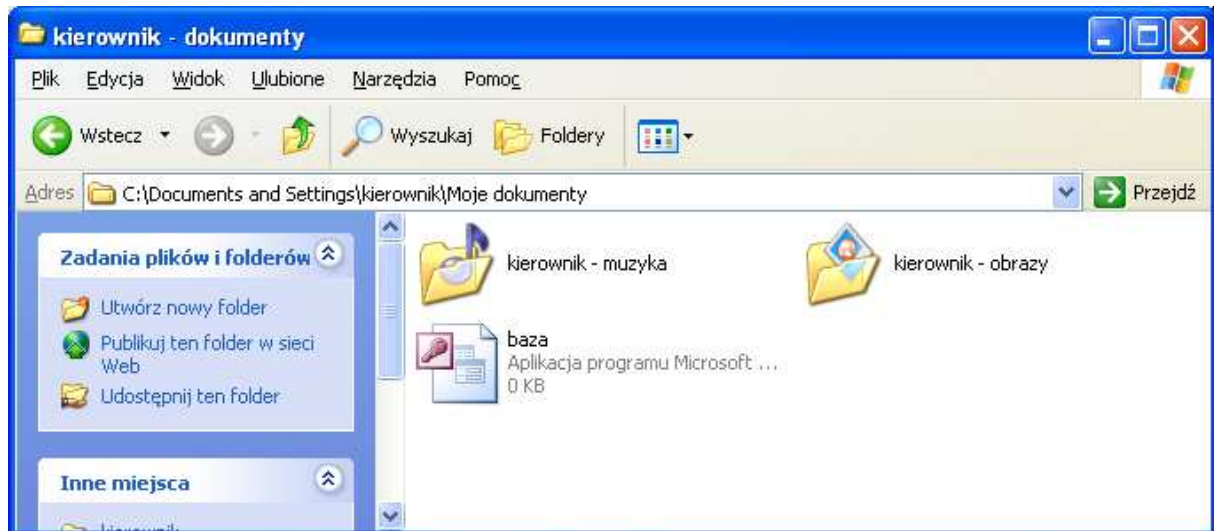 kierownik - dokumenty
Plik Edycja Widok Ulubione Narzędzia Pomoc
Wstecz Wyszukaj Foldery
Adres C:\Documents and Settings\kierownik\Moje dokumenty Przejdź
Zadania plików i folderów
Utwórz nowy folder
Publikuj ten folder w sieci
Web
Udostępnij ten folder
Inne miejsca
kierownik
kierownik - muzyka
kierownik - obrazy
baza
Aplikacja programu Microsoft ...
0 KB